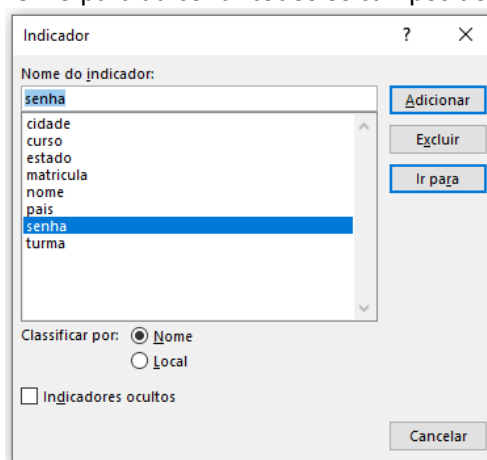 Indicador ? ×
Nome do indicador:
senha
Adicionar
cidade
curso
estado
matricula
nome
pais
senha
turma
Excluir
Ir para
Classificar por: Nome
Local
Indicadores ocultos
Cancelar